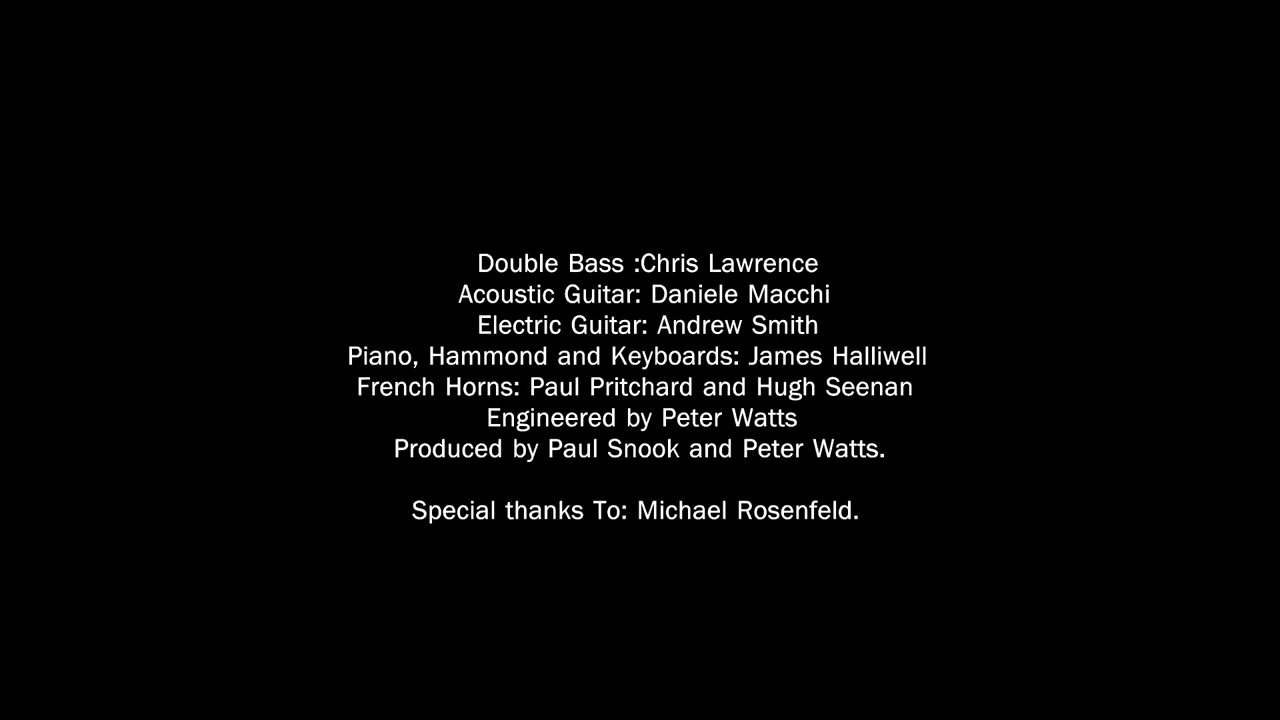 Double Bass :Chris Lawrence
Acoustic Guitar: Daniele Macchi
Electric Guitar: Andrew Smith
Piano, Hammond and Keyboards: James Halliwell
French Horns: Paul Pritchard and Hugh Seenan
Engineered by Peter Watts
Produced by Paul Snook and Peter Watts.
Special thanks To: Michael Rosenfeld.